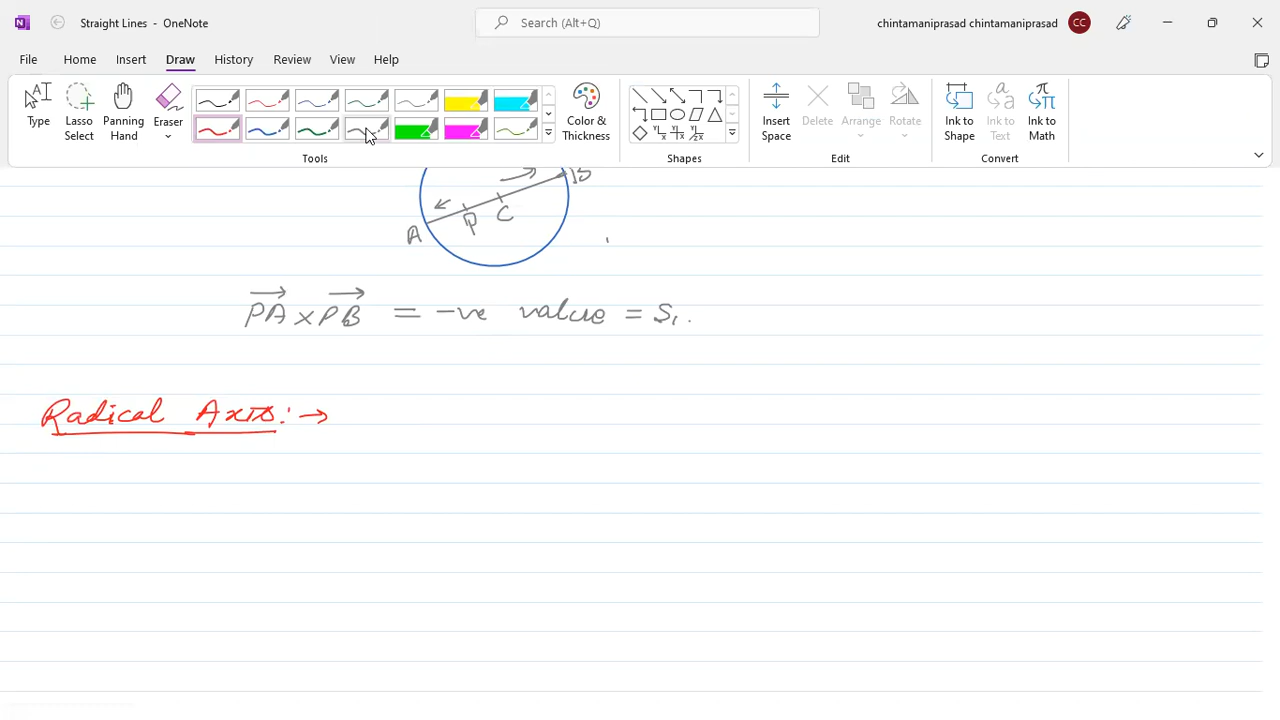 Straight Lines - OneNote
Search (Alt+Q)
chintamaniprasad chintamaniprasad
CC
File Home Insert Draw History Review View Help
Type
Lasso Select
Panning Hand
Eraser
Color & Thickness
Insert Space
Delete
Arrange
Rotate
Ink to Shape
Ink to Text
Ink to Math
Tools
Shapes
Edit
Convert
A P C B
PA × PB = -ve value = S₁.
Radical Axis: →